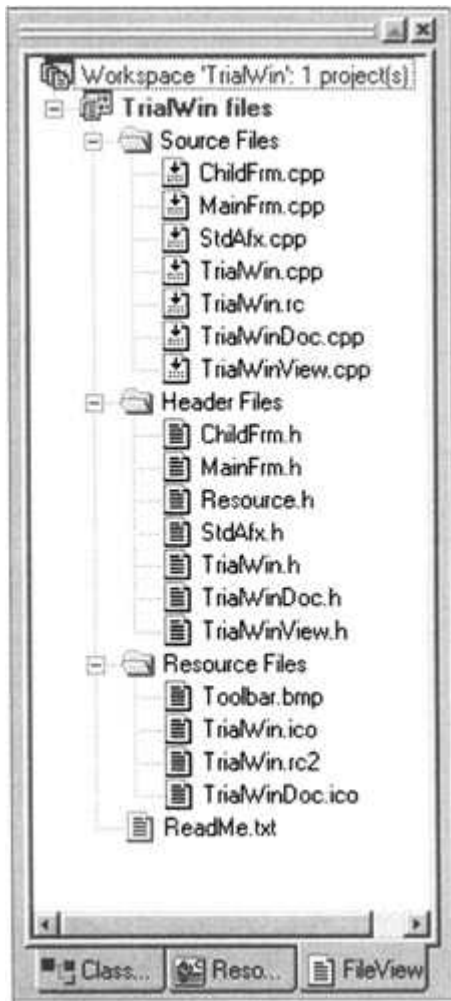 Workspace 'TrialWin': 1 project(s)
TrialWin files
Source Files
ChildFrm.cpp
MainFrm.cpp
StdAfx.cpp
TrialWin.cpp
TrialWin.rc
TrialWinDoc.cpp
TrialWinView.cpp
Header Files
ChildFrm.h
MainFrm.h
Resource.h
StdAfx.h
TrialWin.h
TrialWinDoc.h
TrialWinView.h
Resource Files
Toolbar.bmp
TrialWin.ico
TrialWin.rc2
TrialWinDoc.ico
ReadMe.txt
Class... Reso... FileView